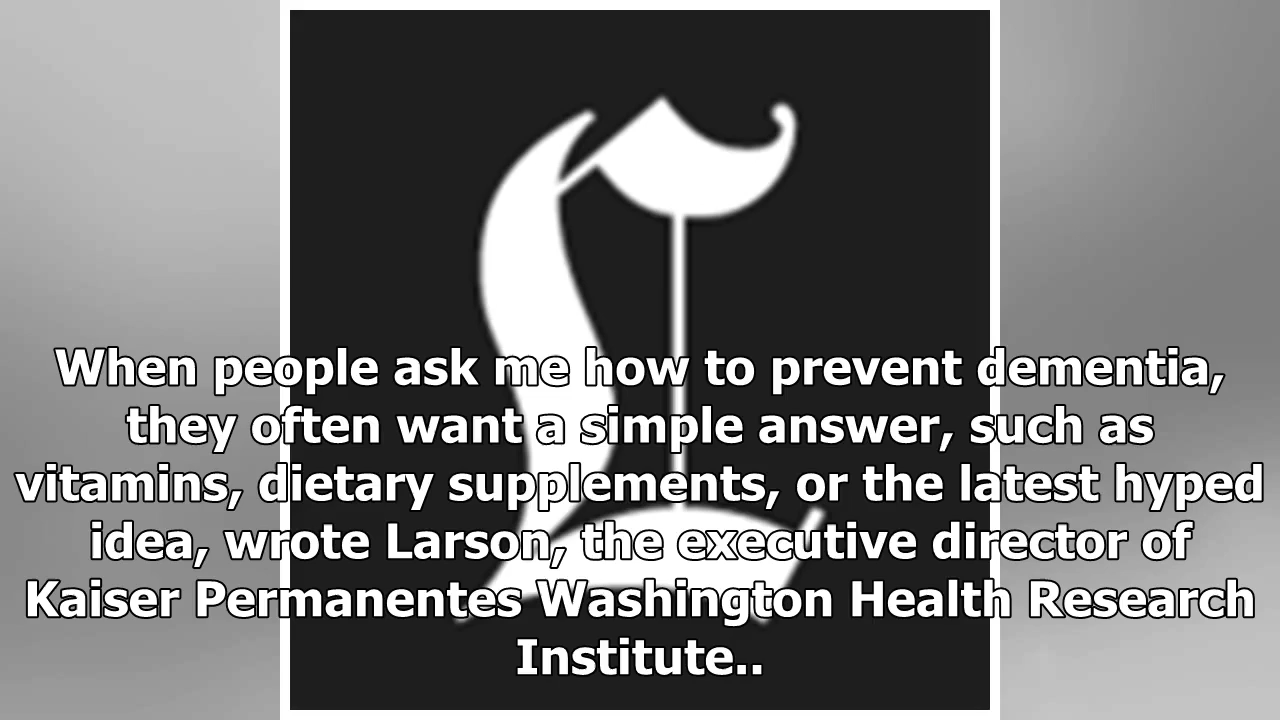 When people ask me how to prevent dementia,
they often want a simple answer, such as
vitamins, dietary supplements, or the latest hyped
idea, wrote Larson, the executive director of
Kaiser Permanentes Washington Health Research
Institute..